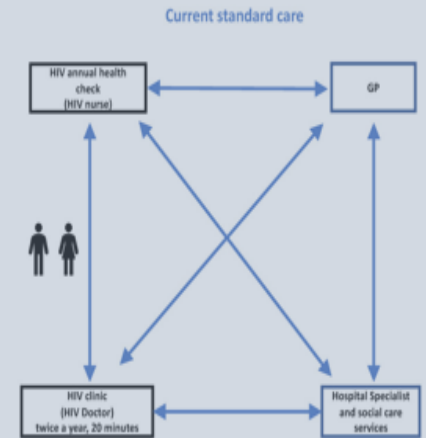 Current standard care
HIV annual health
check
(HIV nurse)
GP
HIV clinic
(HIV Doctor)
twice a year, 20 minutes
Hospital Specialist
and social care
services